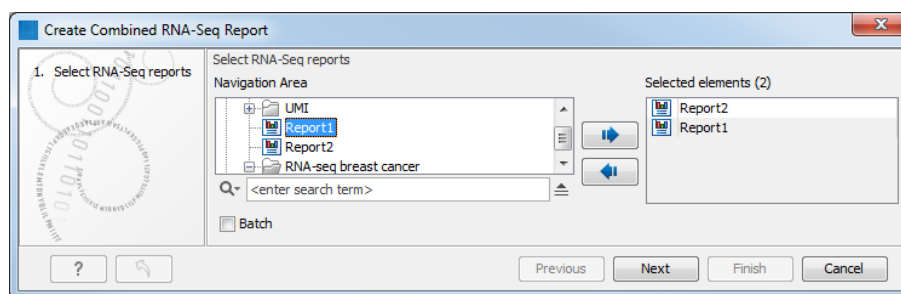 Create Combined RNA-Seq Report
1. Select RNA-Seq reports
Select RNA-Seq reports
Navigation Area
UMI
Report1
Report2
RNA-seq breast cancer
<enter search term>
Batch
Selected elements (2)
Report2
Report1
?
Previous
Next
Finish
Cancel